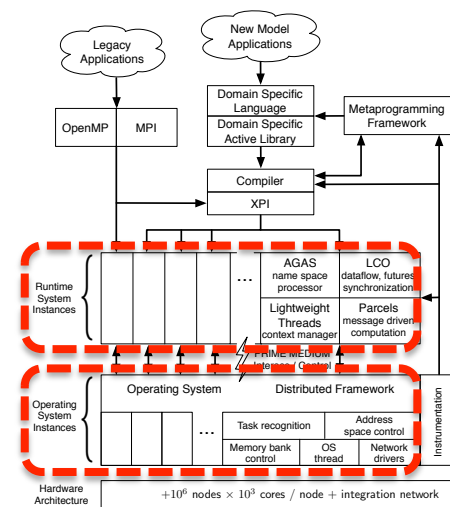 Legacy
Applications
New Model
Applications
OpenMP
MPI
Domain Specific
Language
Domain Specific
Active Library
Metaprogramming
Framework
Compiler
XPI
Runtime
System
Instances
...
AGAS
name space
processor
LCO
dataflow, futures
synchronization
Lightweight
Threads
context manager
Parcels
message driven
computation
PRIME MEDIUM
/ Control
Operating
System
Instances
Operating System
Distributed Framework
...
Task recognition
Address
space control
Memory bank
control
OS
thread
Network
drivers
Instrumentation
Hardware
Architecture
+10⁶ nodes × 10³ cores / node + integration network